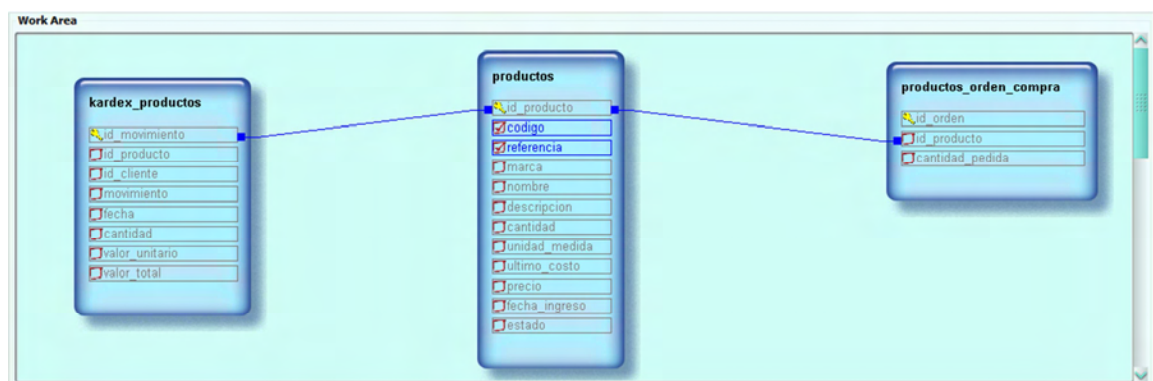 Work Area
kardex_productos
id_movimiento
id_producto
id_cliente
movimiento
fecha
cantidad
valor_unitario
valor_total
productos
id_producto
codigo
referencia
marca
nombre
descripcion
cantidad
unidad_medida
ultimo_costo
precio
fecha_ingreso
estado
productos_orden_compra
id_orden
id_producto
cantidad_pedida